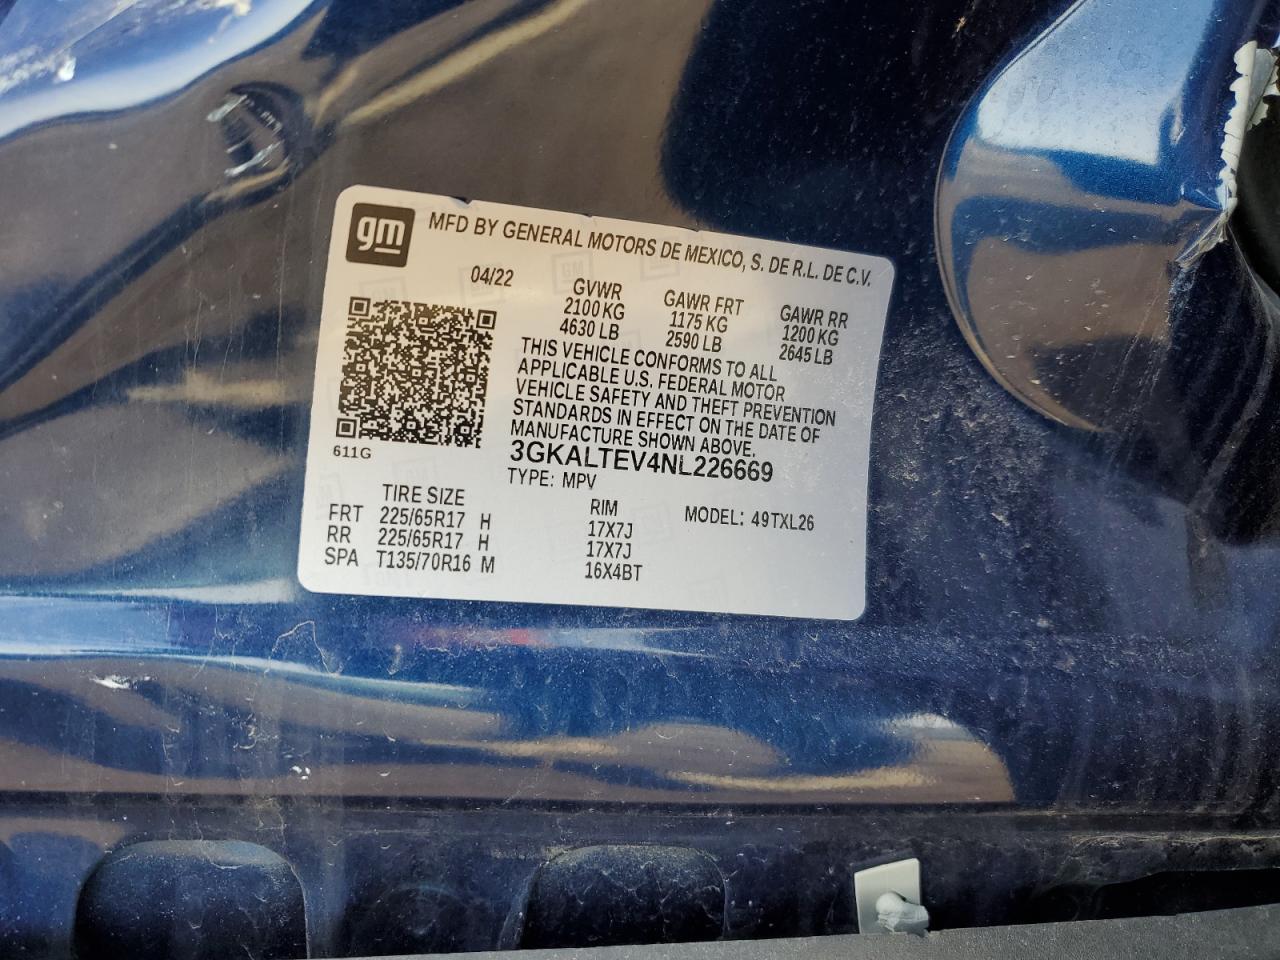 gm
MFD BY GENERAL MOTORS DE MEXICO, S. DE R.L. DE C.V.
04/22
GVWR GAWR FRT GAWR RR
2100 KG 1175 KG 1200 KG
4630 LB 2590 LB 2645 LB
THIS VEHICLE CONFORMS TO ALL
APPLICABLE U.S. FEDERAL MOTOR
VEHICLE SAFETY AND THEFT PREVENTION
STANDARDS IN EFFECT ON THE DATE OF
MANUFACTURE SHOWN ABOVE.
611G
3GKALTEV4NL226669
TYPE: MPV
TIRE SIZE RIM MODEL: 49TXL26
FRT 225/65R17 H 17X7J
RR 225/65R17 H 17X7J
SPA T135/70R16 M 16X4BT